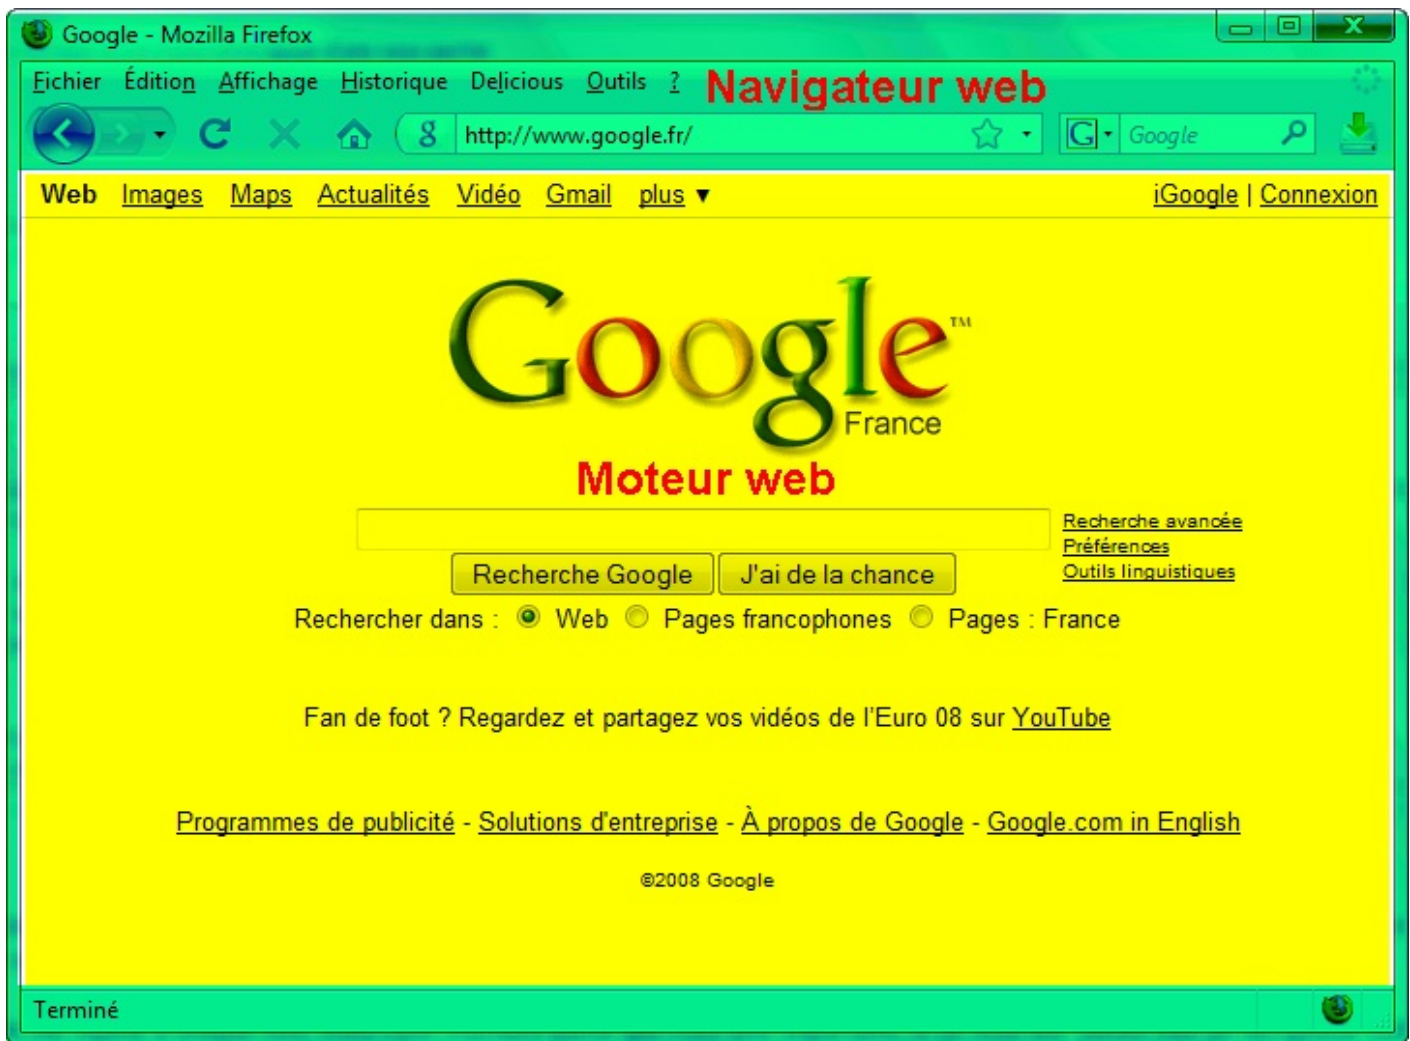 Google - Mozilla Firefox
Fichier Édition Affichage Historique Delicious Outils ? Navigateur web
g http://www.google.fr/ G Google
Web Images Maps Actualités Vidéo Gmail plus ▼ iGoogle | Connexion
Google™
France
Moteur web
Recherche avancée
Préférences
Recherche Google J'ai de la chance Outils linguistiques
Rechercher dans : Web Pages francophones Pages : France
Fan de foot ? Regardez et partagez vos vidéos de l'Euro 08 sur YouTube
Programmes de publicité - Solutions d'entreprise - À propos de Google - Google.com in English
©2008 Google
Terminé